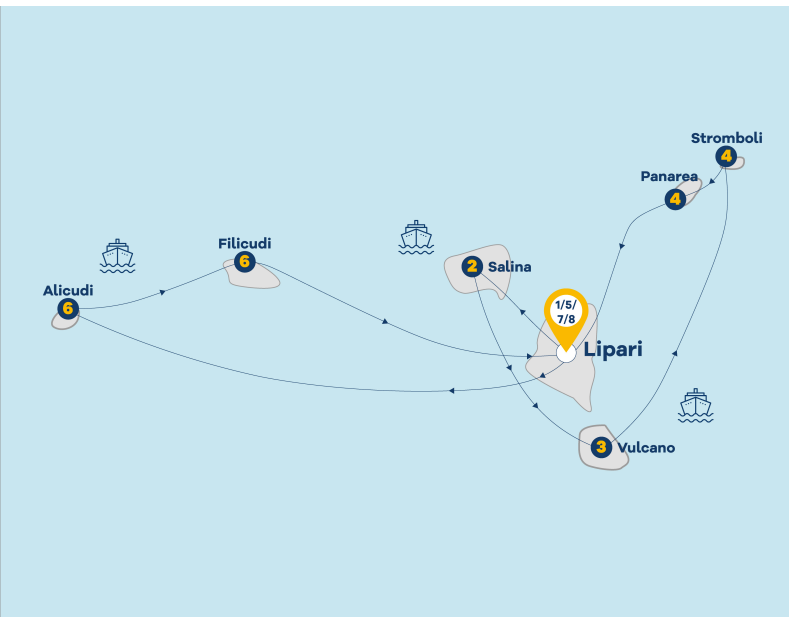 Stromboli
4
Panarea
4
Filicudi
6
2
Salina
Alicudi
6
1/5/
7/8
Lipari
3
Vulcano